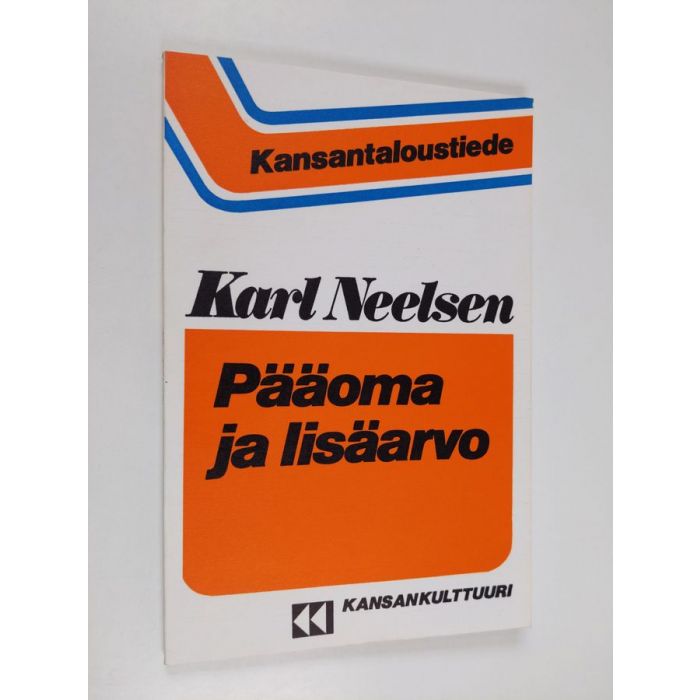 Kansantaloustiede
Karl Neelsen
Pääoma
ja lisäarvo
KANSANKULTTUURI